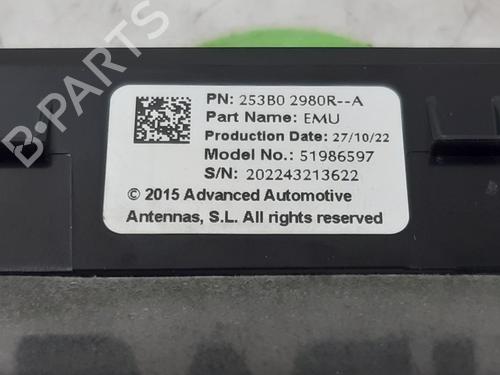 PN: 253B0 2980R--A
Part Name: EMU
Production Date: 27/10/22
Model No.: 51986597
S/N: 202243213622
© 2015 Advanced Automotive
Antennas, S.L. All rights reserved
B-PARTS